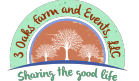 3 Oaks Farm and Events, LLC
Sharing the good life